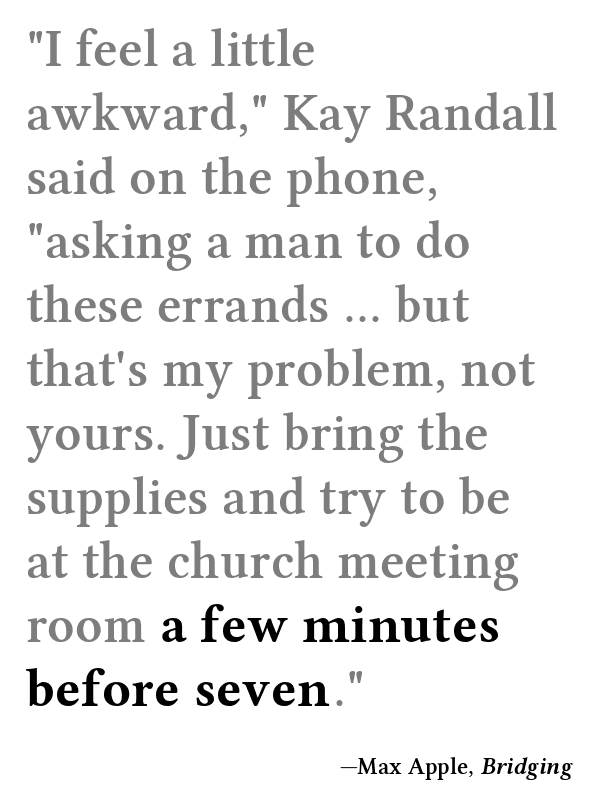 "I feel a little
awkward," Kay Randall
said on the phone,
"asking a man to do
these errands ... but
that's my problem, not
yours. Just bring the
supplies and try to be
at the church meeting
room a few minutes
before seven."
—Max Apple, Bridging